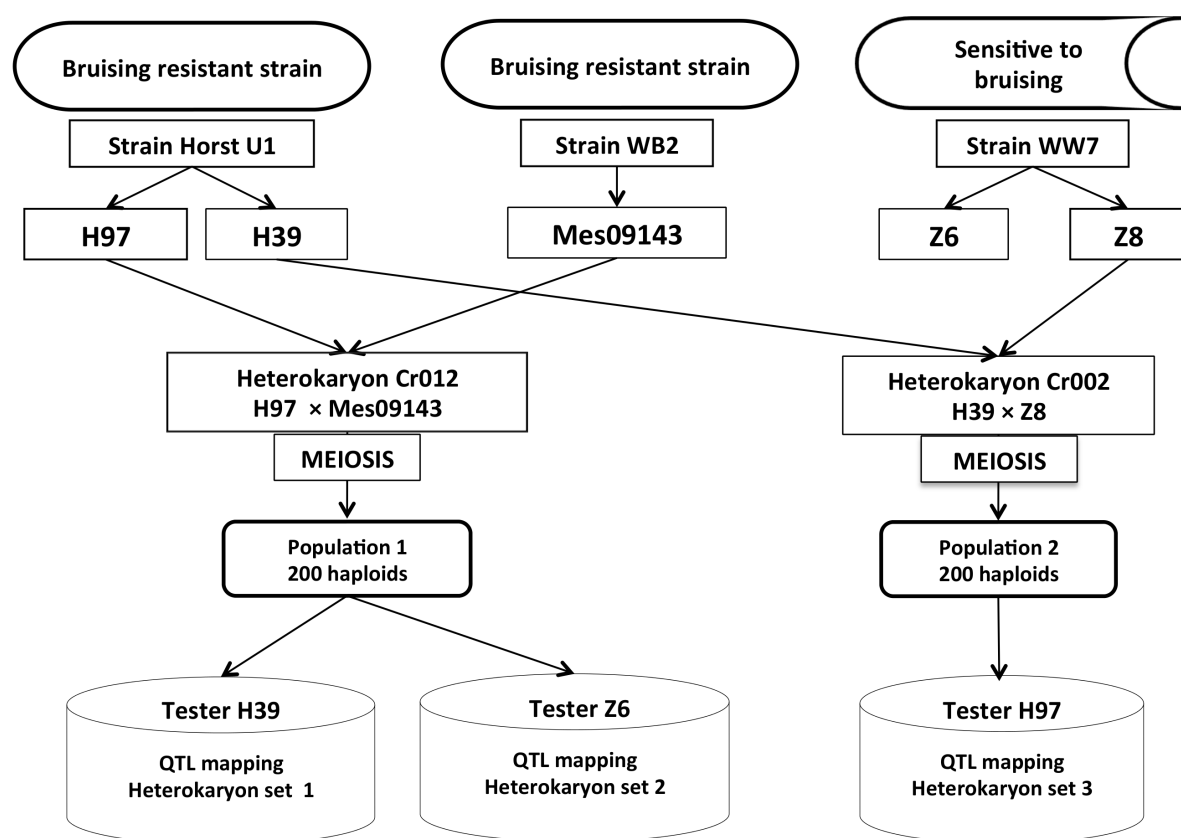 Bruising resistant strain
Bruising resistant strain
Sensitive to
bruising
Strain Horst U1
Strain WB2
Strain WW7
H97
H39
Mes09143
Z6
Z8
Heterokaryon Cr012
H97 × Mes09143
Heterokaryon Cr002
H39 × Z8
MEIOSIS
MEIOSIS
Population 1
200 haploids
Population 2
200 haploids
Tester H39
QTL mapping
Heterokaryon set 1
Tester Z6
QTL mapping
Heterokaryon set 2
Tester H97
QTL mapping
Heterokaryon set 3